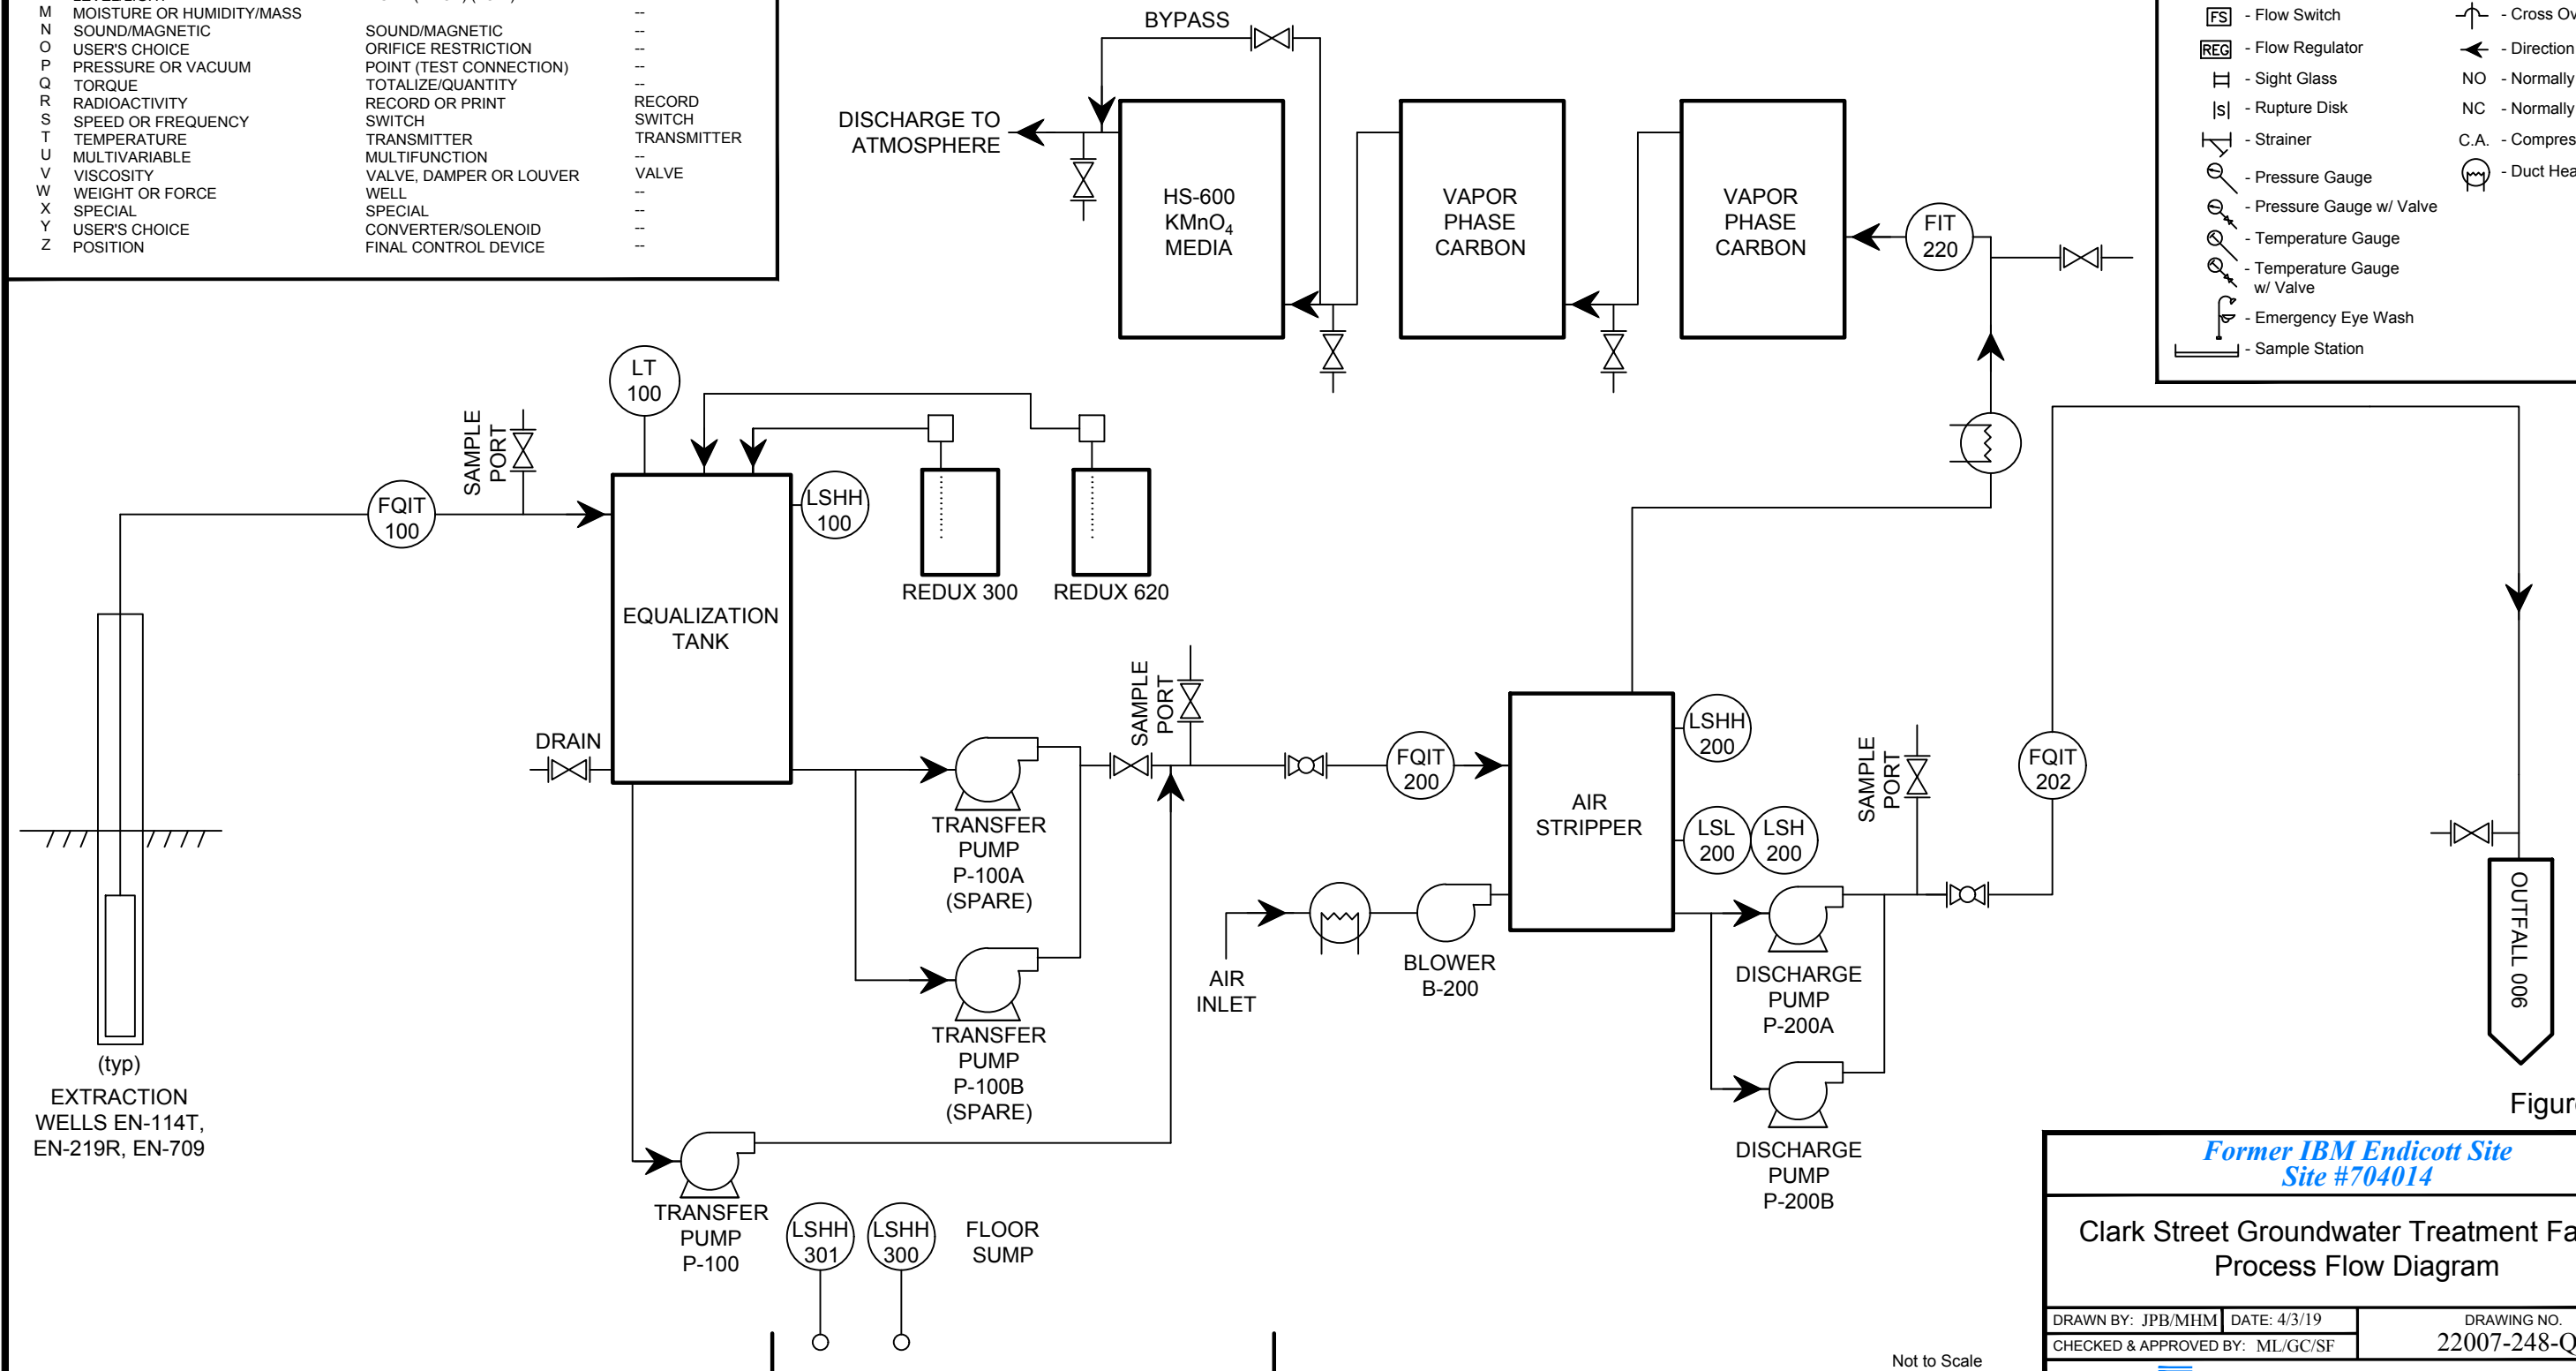 M MOISTURE OR HUMIDITY/MASS --
N SOUND/MAGNETIC SOUND/MAGNETIC --
O USER'S CHOICE ORIFICE RESTRICTION --
P PRESSURE OR VACUUM POINT (TEST CONNECTION) --
Q TORQUE TOTALIZE/QUANTITY --
R RADIOACTIVITY RECORD OR PRINT RECORD
S SPEED OR FREQUENCY SWITCH SWITCH
T TEMPERATURE TRANSMITTER TRANSMITTER
U MULTIVARIABLE MULTIFUNCTION --
V VISCOSITY VALVE, DAMPER OR LOUVER VALVE
W WEIGHT OR FORCE WELL --
X SPECIAL SPECIAL --
Y USER'S CHOICE CONVERTER/SOLENOID --
Z POSITION FINAL CONTROL DEVICE --
BYPASS
DISCHARGE TO
ATMOSPHERE
HS-600
KMnO4
MEDIA
VAPOR
PHASE
CARBON
VAPOR
PHASE
CARBON
FIT
220
FS - Flow Switch
REG - Flow Regulator
- Sight Glass
|s| - Rupture Disk
- Strainer
- Pressure Gauge
- Pressure Gauge w/ Valve
- Temperature Gauge
- Temperature Gauge
w/ Valve
- Emergency Eye Wash
- Sample Station
- Cross Ov
- Direction
NO - Normally
NC - Normally
C.A. - Compres
- Duct Hea
LT
100
SAMPLE
PORT
FQIT
100
LSHH
100
REDUX 300
REDUX 620
EQUALIZATION
TANK
DRAIN
TRANSFER
PUMP
P-100A
(SPARE)
TRANSFER
PUMP
P-100B
(SPARE)
TRANSFER
PUMP
P-100
SAMPLE
PORT
FQIT
200
AIR
STRIPPER
LSHH
200
LSL
200
LSH
200
AIR
INLET
BLOWER
B-200
DISCHARGE
PUMP
P-200A
DISCHARGE
PUMP
P-200B
SAMPLE
PORT
FQIT
202
OUTFALL 006
(typ)
EXTRACTION
WELLS EN-114T,
EN-219R, EN-709
LSHH
301
LSHH
300
FLOOR
SUMP
Figur
Former IBM Endicott Site
Site #704014
Clark Street Groundwater Treatment Fa
Process Flow Diagram
DRAWN BY: JPB/MHM DATE: 4/3/19
CHECKED & APPROVED BY: ML/GC/SF
DRAWING NO.
22007-248-Q
Not to Scale